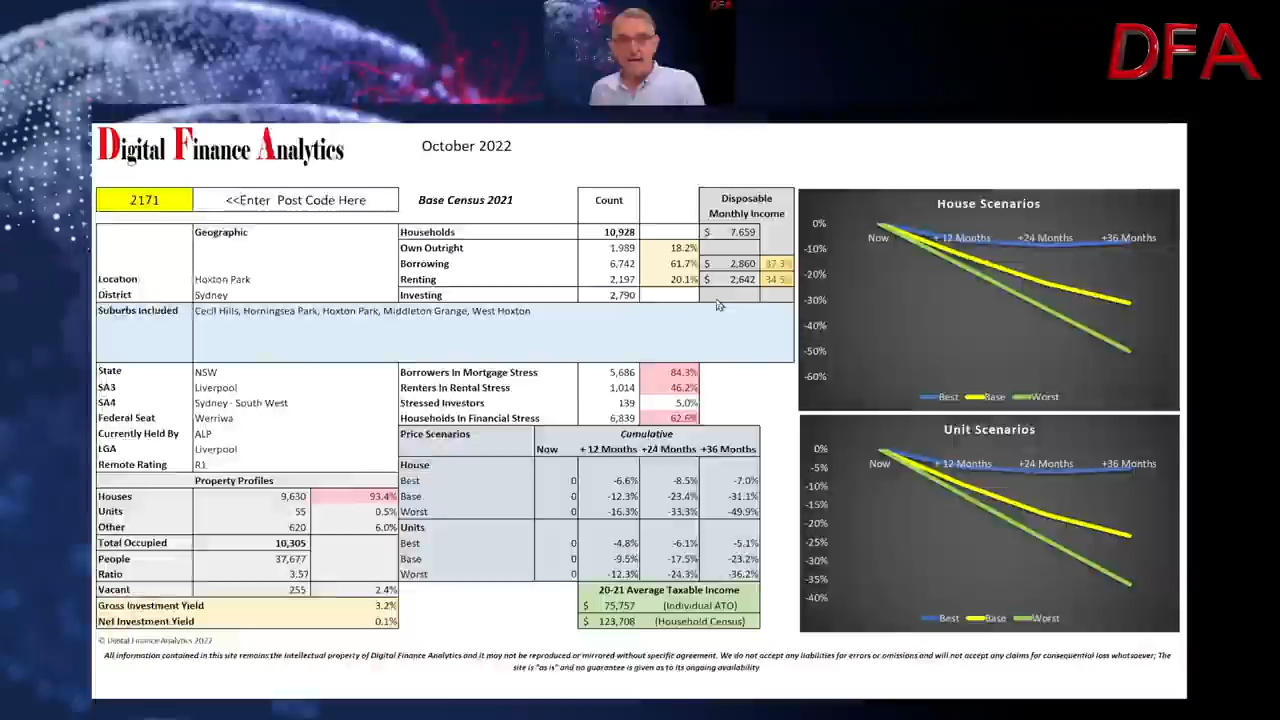 DFA
DFA
Digital Finance Analytics
October 2022
2171
<<Enter Post Code Here
Base Census 2021
Count
Disposable
Monthly Income
Geographic
Households 10,928 $ 7,659
Own Outright 1,989 18.2%
Borrowing 6,742 61.7% $ 2,860 37.3%
Location Hoxton Park Renting 2,197 20.1% $ 2,642 34.5%
District Sydney Investing 2,790
Suburbs Included Cecil Hills, Horningsea Park, Hoxton Park, Middleton Grange, West Hoxton
State NSW Borrowers In Mortgage Stress 5,686 84.3%
SA3 Liverpool Renters In Rental Stress 1,014 46.2%
SA4 Sydney - South West Stressed Investors 139 5.0%
Federal Seat Werriwa Households In Financial Stress 6,839 62.6%
Currently Held By ALP Price Scenarios Cumulative
LGA Liverpool Now + 12 Months +24 Months +36 Months
Remote Rating R1 House
Property Profiles Best 0 -6.6% -8.5% -7.0%
Houses 9,630 93.4% Base 0 -12.3% -23.4% -31.1%
Units 55 0.5% Worst 0 -16.3% -33.3% -49.9%
Other 620 6.0% Units
Total Occupied 10,305 Best 0 -4.8% -6.1% -5.1%
People 37,677 Base 0 -9.5% -17.5% -23.2%
Ratio 3.57 Worst 0 -12.3% -24.3% -36.2%
Vacant 255 2.4% 20-21 Average Taxable Income
Gross Investment Yield 3.2% $ 75,757 (Individual ATO)
Net Investment Yield 0.1% $ 123,708 (Household Census)
© Digital Finance Analytics 2022
All information contained in this site remains the intellectual property of Digital Finance Analytics and it may not be reproduced or mirrored without specific agreement. We do not accept any liabilities for errors or omissions and will not accept any claims for consequential loss whatsoever; The
site is "as is" and no guarantee is given as to its ongoing availability
House Scenarios
0%
Now + 12 Months +24 Months +36 Months
-10%
-20%
-30%
-40%
-50%
-60%
Best Base Worst
Unit Scenarios
0%
Now + 12 Months +24 Months +36 Months
-5%
-10%
-15%
-20%
-25%
-30%
-35%
-40%
Best Base Worst